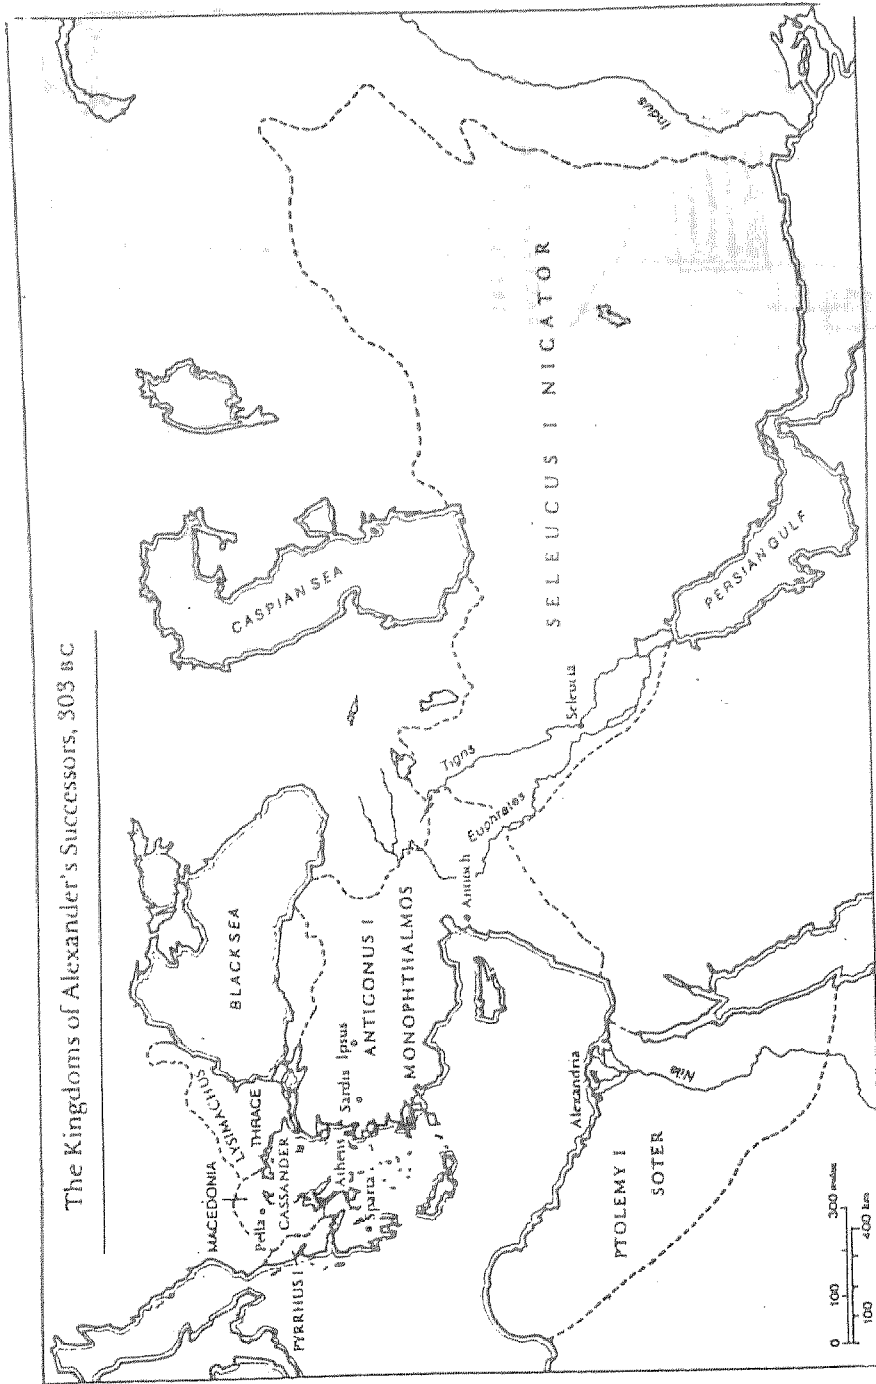 The Kingdoms of Alexander's Successors, 303 BC
MACEDONIA
LYSIMACHUS
THRACE
Pella
CASSANDER
PYRRHUS I
Athens
Sparta
Sardis
Ipsus
BLACK SEA
ANTIGONUS I
MONOPHTHALMOS
Antioch
CASPIAN SEA
Tigris
Euphrates
Seleucia
SELEUCUS I NICATOR
PERSIAN GULF
Indus
Alexandria
Nile
PTOLEMY I
SOTER
0 100 300 miles
100 400 km